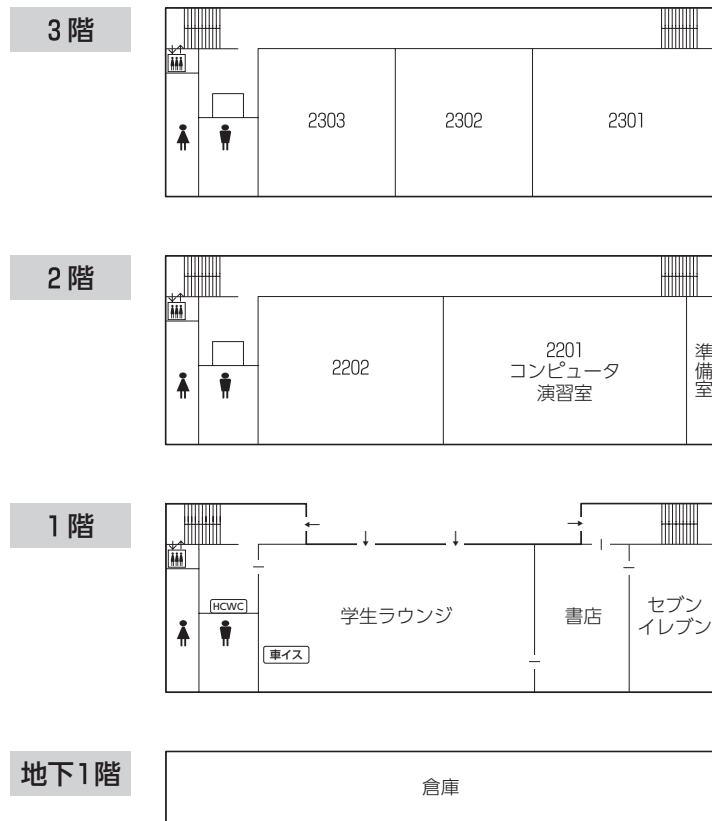 3階
2303
2302
2301
2階
2202
2201
コンピュータ
演習室
準備室
1階
HCWC
車イス
学生ラウンジ
書店
セブン
イレブン
地下1階
倉庫